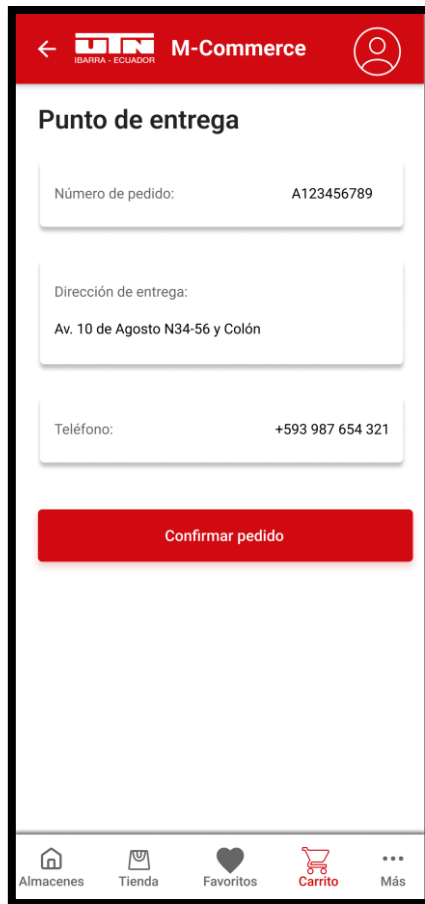 UTN M-Commerce
IBARRA - ECUADOR
Punto de entrega
Número de pedido: A123456789
Dirección de entrega:
Av. 10 de Agosto N34-56 y Colón
Teléfono: +593 987 654 321
Confirmar pedido
Almacenes Tienda Favoritos Carrito Más